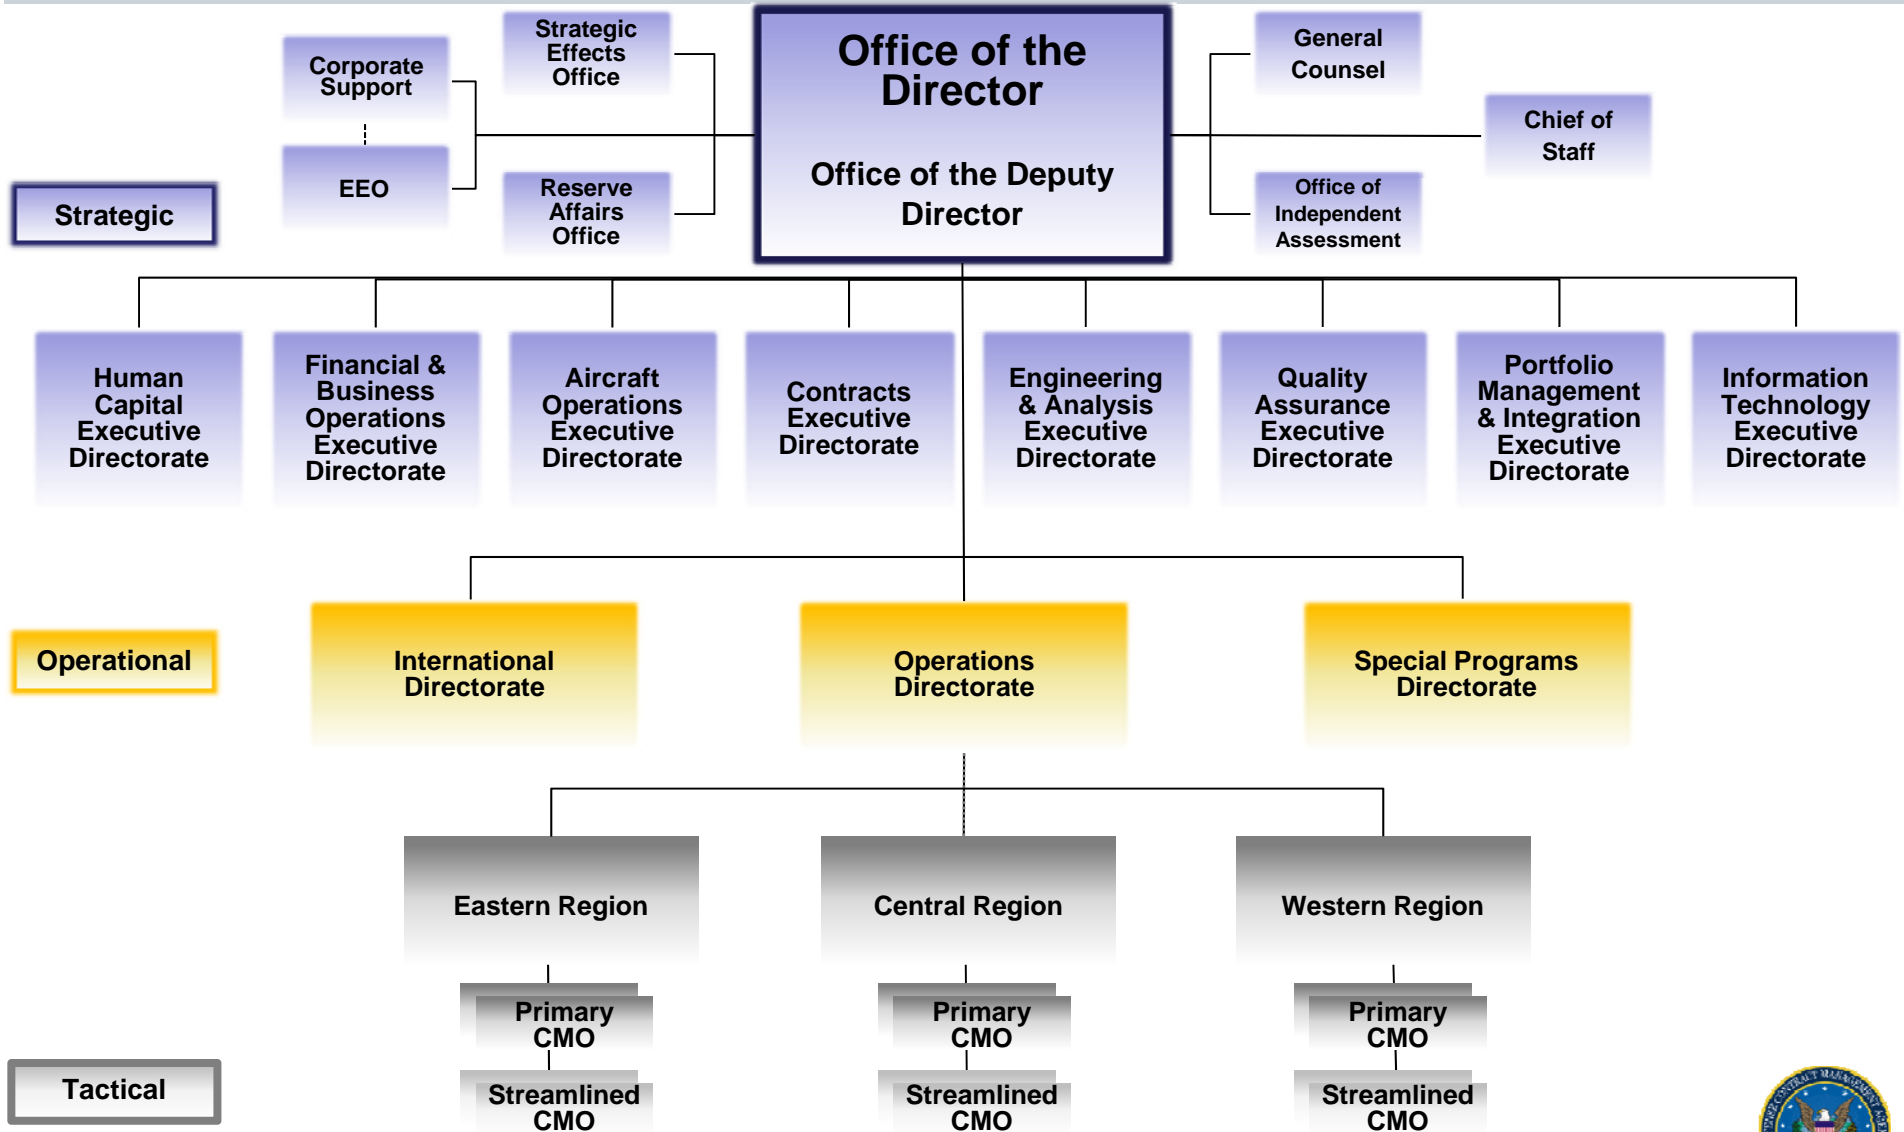 Strategic
Effects
Office
Corporate
Support
EEO
Reserve
Affairs
Office
Office of the
Director
Office of the Deputy
Director
General
Counsel
Chief of
Staff
Office of
Independent
Assessment
Strategic
Human
Capital
Executive
Directorate
Financial &
Business
Operations
Executive
Directorate
Aircraft
Operations
Executive
Directorate
Contracts
Executive
Directorate
Engineering
& Analysis
Executive
Directorate
Quality
Assurance
Executive
Directorate
Portfolio
Management
& Integration
Executive
Directorate
Information
Technology
Executive
Directorate
Operational
International
Directorate
Operations
Directorate
Special Programs
Directorate
Eastern Region
Central Region
Western Region
Primary
CMO
Primary
CMO
Primary
CMO
Tactical
Streamlined
CMO
Streamlined
CMO
Streamlined
CMO
CONTRACT MANAGEMENT